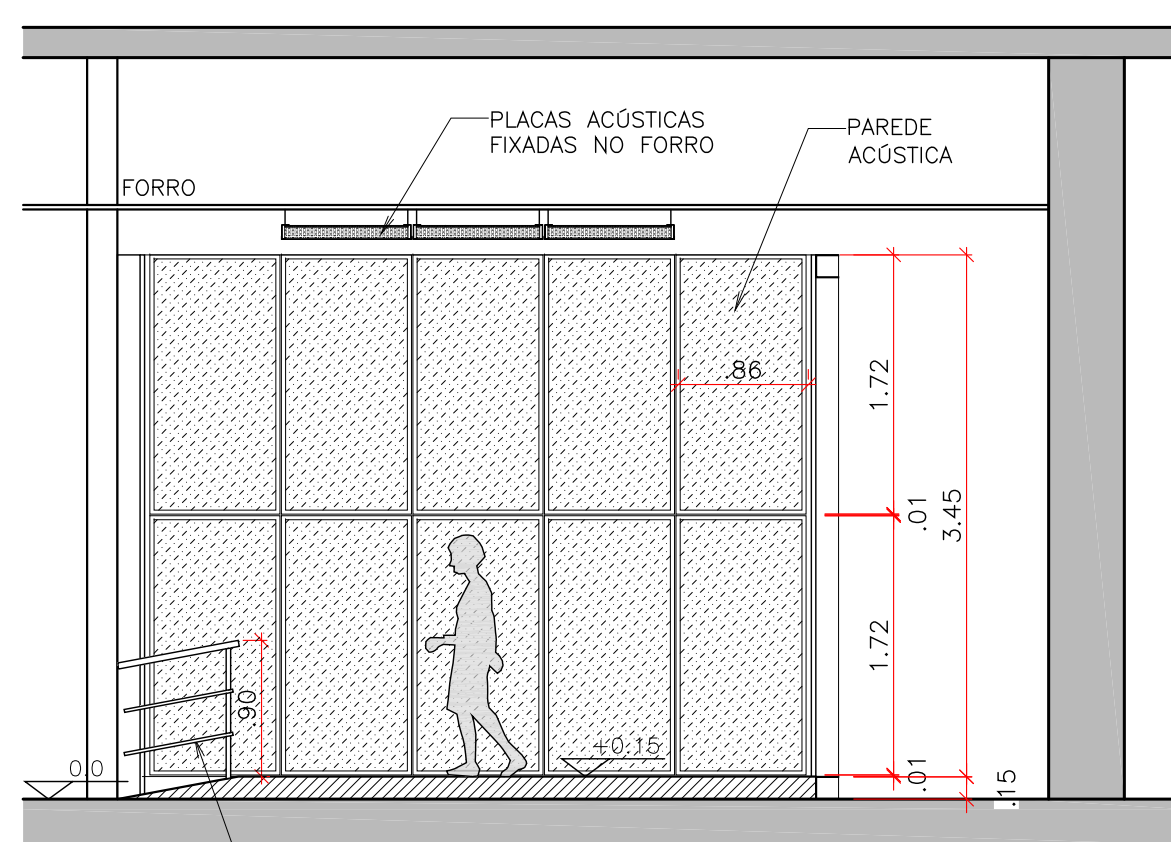 PLACAS ACÚSTICAS
FIXADAS NO FORRO
PAREDE
ACÚSTICA
FORRO
.86
1.72
.01
3.45
1.72
.90
+0.15
0.0
.01
.15